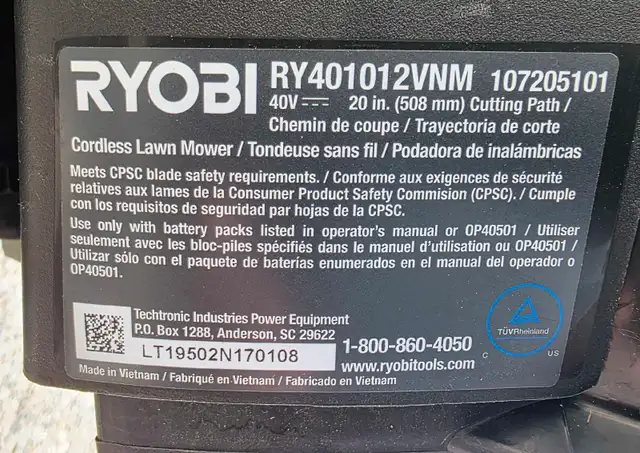 RYOBI RY401012VNM 107205101
40V 20 in. (508 mm) Cutting Path /
Chemin de coupe / Trayectoria de corte
Cordless Lawn Mower / Tondeuse sans fil / Podadora de inalámbricas
Meets CPSC blade safety requirements. / Conforme aux exigences de sécurité
relatives aux lames de la Consumer Product Safety Commision (CPSC). / Cumple
con los requisitos de seguridad par hojas de la CPSC.
Use only with battery packs listed in operator's manual or OP40501 / Utiliser
seulement avec les bloc-piles spécifiés dans le manuel d'utilisation ou OP40501 /
Utilizar sólo con el paquete de baterías enumerados en el manual del operador o
OP40501.
Techtronic Industries Power Equipment
P.O. Box 1288, Anderson, SC 29622
LT19502N170108
1-800-860-4050
www.ryobitools.com
TÜVRheinland
C US
Made in Vietnam / Fabriqué en Vietnam / Fabricado en Vietnam